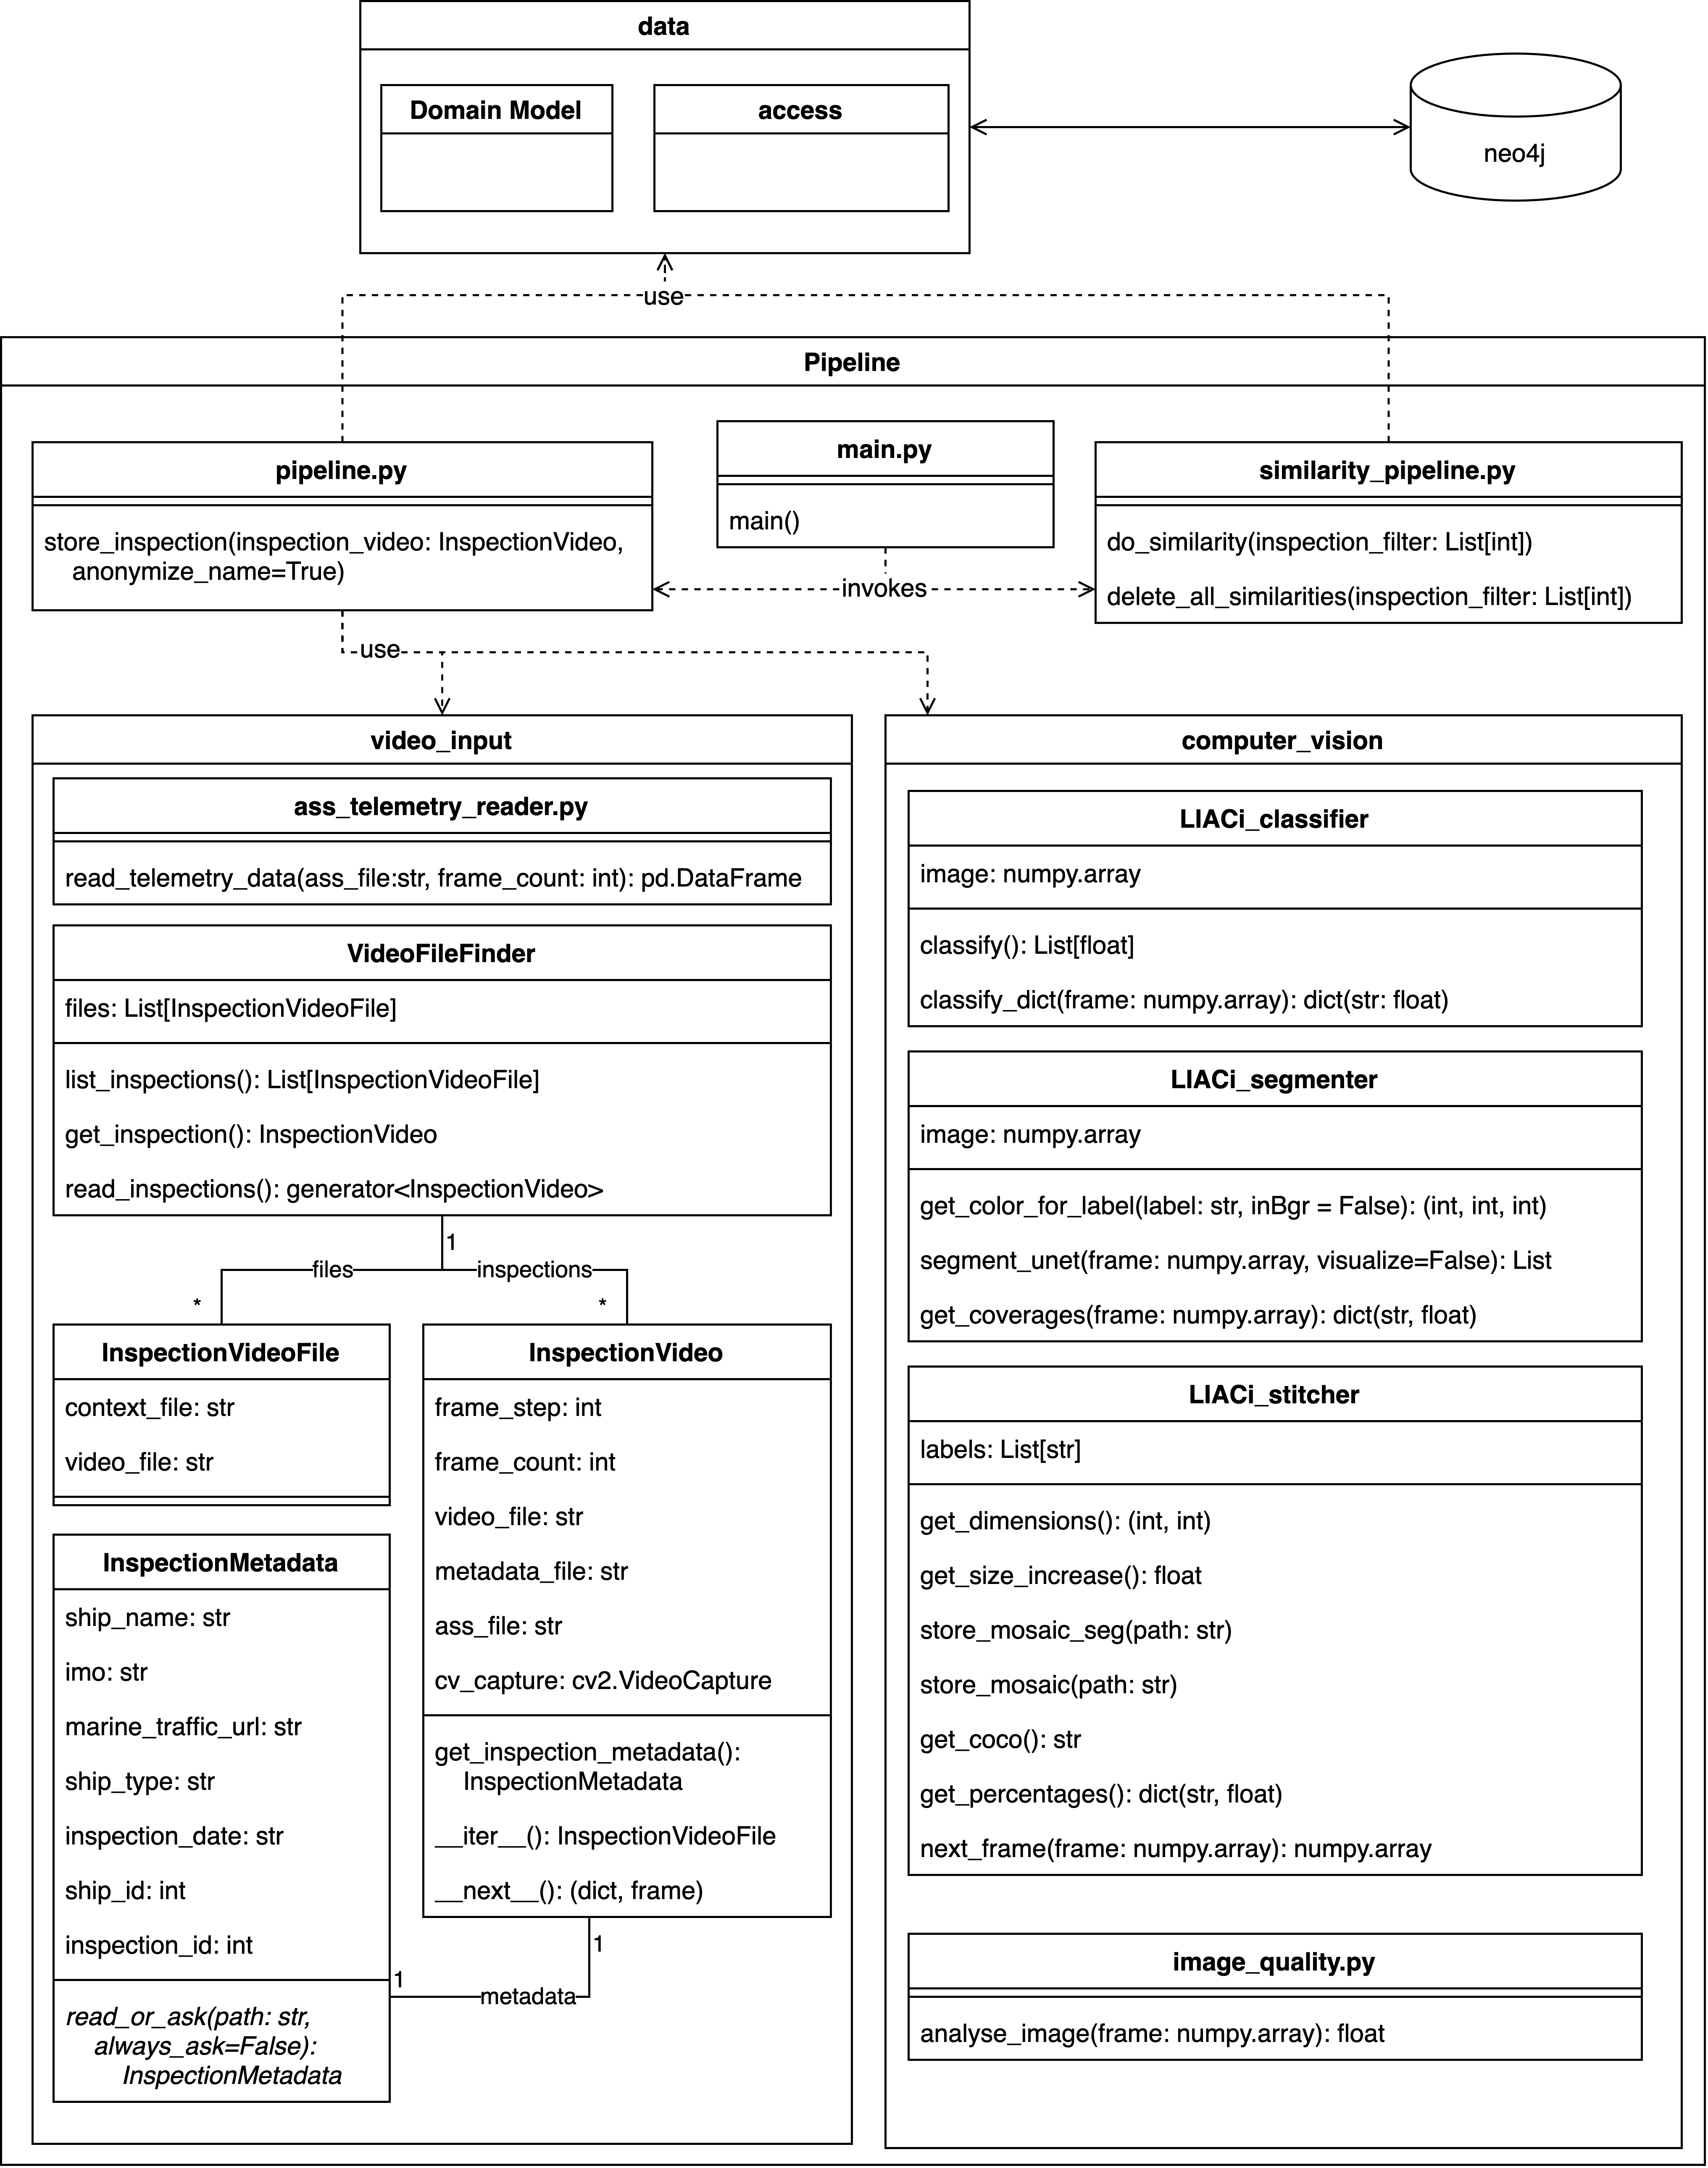 data
Domain Model
access
neo4j
use
Pipeline
pipeline.py
store_inspection(inspection_video: InspectionVideo,
anonymize_name=True)
main.py
main()
similarity_pipeline.py
do_similarity(inspection_filter: List[int])
delete_all_similarities(inspection_filter: List[int])
invokes
use
video_input
ass_telemetry_reader.py
read_telemetry_data(ass_file:str, frame_count: int): pd.DataFrame
VideoFileFinder
files: List[InspectionVideoFile]
list_inspections(): List[InspectionVideoFile]
get_inspection(): InspectionVideo
read_inspections(): generator<InspectionVideo>
1
files
inspections
*
*
InspectionVideoFile
context_file: str
video_file: str
InspectionMetadata
ship_name: str
imo: str
marine_traffic_url: str
ship_type: str
inspection_date: str
ship_id: int
inspection_id: int
read_or_ask(path: str,
always_ask=False):
InspectionMetadata
InspectionVideo
frame_step: int
frame_count: int
video_file: str
metadata_file: str
ass_file: str
cv_capture: cv2.VideoCapture
get_inspection_metadata():
InspectionMetadata
__iter__(): InspectionVideoFile
__next__(): (dict, frame)
1
1
metadata
computer_vision
LIACi_classifier
image: numpy.array
classify(): List[float]
classify_dict(frame: numpy.array): dict(str: float)
LIACi_segmenter
image: numpy.array
get_color_for_label(label: str, inBgr = False): (int, int, int)
segment_unet(frame: numpy.array, visualize=False): List
get_coverages(frame: numpy.array): dict(str, float)
LIACi_stitcher
labels: List[str]
get_dimensions(): (int, int)
get_size_increase(): float
store_mosaic_seg(path: str)
store_mosaic(path: str)
get_coco(): str
get_percentages(): dict(str, float)
next_frame(frame: numpy.array): numpy.array
image_quality.py
analyse_image(frame: numpy.array): float